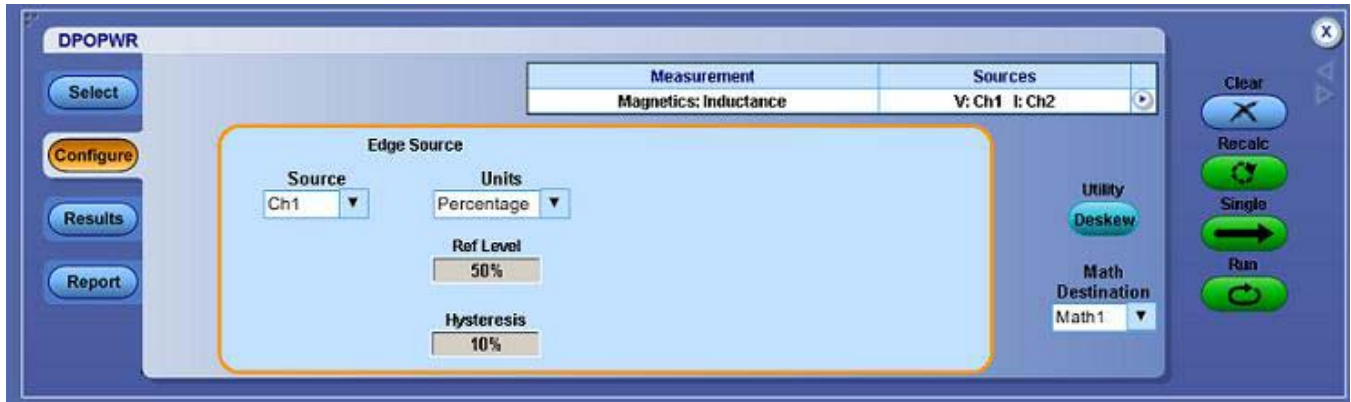 DPOPWR
Select
Configure
Results
Report
Measurement Sources
Magnetics: Inductance V: Ch1 I: Ch2
Edge Source
Source Units
Ch1 Percentage
Ref Level
50%
Hysteresis
10%
Utility
Deskew
Math
Destination
Math1
X
Clear
Recalc
Single
Run